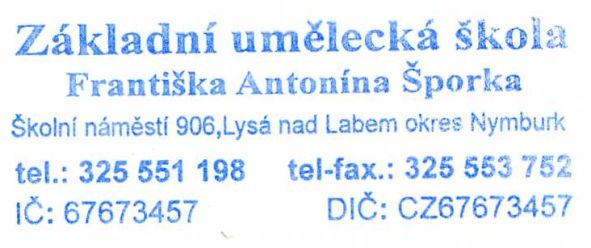 Základní umělecká škola
Františka Antonína Šporka
Školní náměstí 906,Lysá nad Labem okres Nymburk
tel.: 325 551 198 tel-fax.: 325 553 752
IČ: 67673457 DIČ: CZ67673457